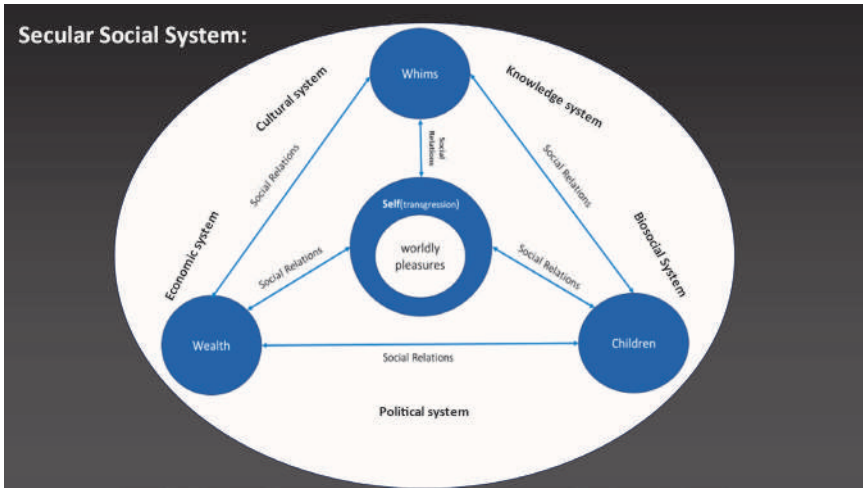 Secular Social System:
Whims
Cultural system
Knowledge system
Social Relations
Social
Relations
Social Relations
Self(transgression)
worldly
pleasures
Economic system
Biosocial System
Social Relations
Social Relations
Wealth
Children
Social Relations
Political system